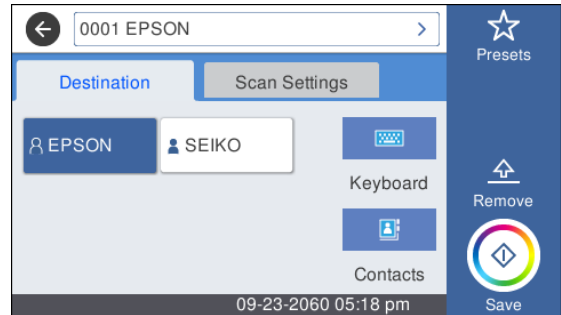 0001 EPSON
Presets
Destination
Scan Settings
EPSON
SEIKO
Keyboard
Remove
Contacts
09-23-2060 05:18 pm
Save